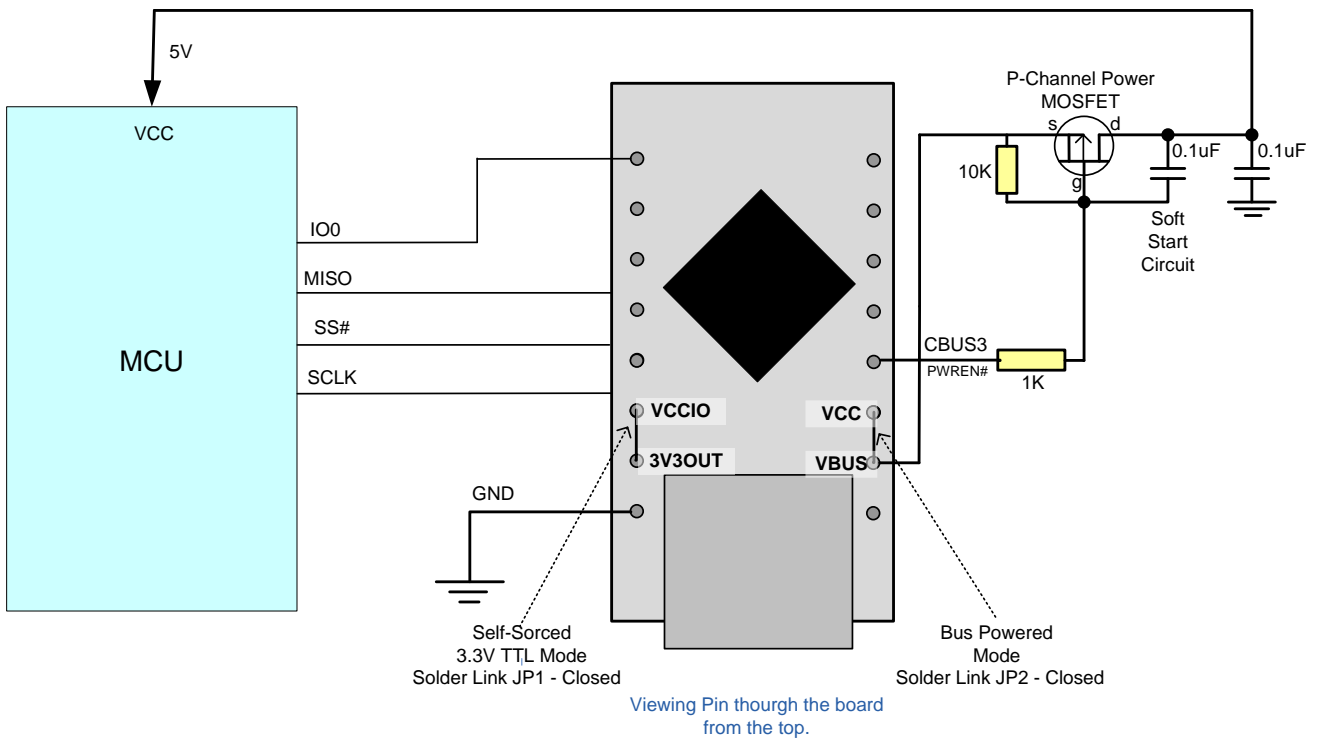 5V
VCC
MCU
IO0
MISO
SS#
SCLK
GND
VCCIO
3V3OUT
VCC
VBUS
P-Channel Power
MOSFET
s
d
g
10K
0.1uF
0.1uF
Soft
Start
Circuit
CBUS3
PWREN#
1K
Self-Sorced
3.3V TTL Mode
Solder Link JP1 - Closed
Bus Powered
Mode
Solder Link JP2 - Closed
Viewing Pin thourgh the board
from the top.